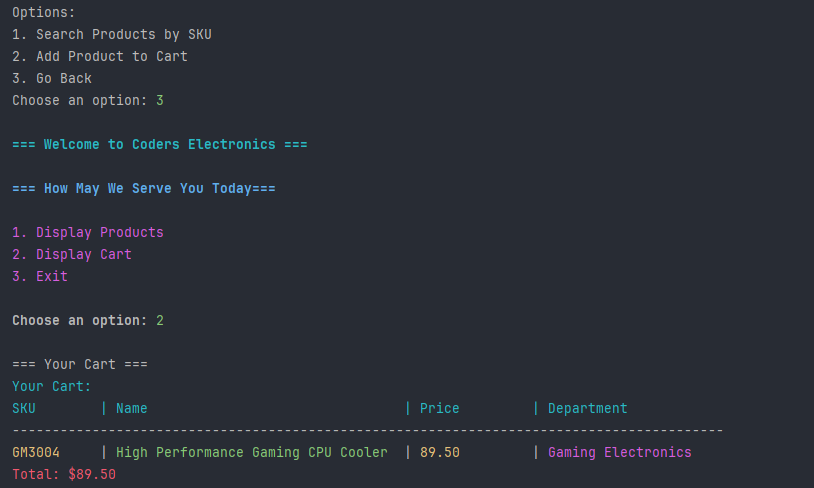 Options:
1. Search Products by SKU
2. Add Product to Cart
3. Go Back
Choose an option: 3
=== Welcome to Coders Electronics ===
=== How May We Serve You Today===
1. Display Products
2. Display Cart
3. Exit
Choose an option: 2
=== Your Cart ===
Your Cart:
SKU | Name | Price | Department
-----------------------------------------------------------------------------------------
GM3004 | High Performance Gaming CPU Cooler | 89.50 | Gaming Electronics
Total: $89.50